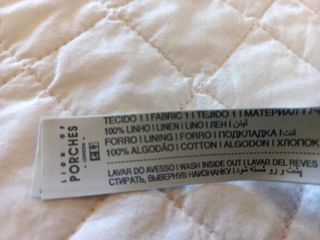 LION OF
PORCHES
LONDON
TECIDO 1 | FABRIC 1 | TEJIDO 1 | МАТЕРИАЛ
100% LINHO | LINEN | LINO | ЛЕН |
FORRO | LINING | FORRO | ПОДКЛАДКА |
100% ALGODÃO | COTTON | ALGODON | ХЛОПОК
LAVAR DO AVESSO | WASH INSIDE OUT | LAVAR DEL REVES
СТИРАТЬ, ВЫВЕРНУВ НАИЗНАНКУ |